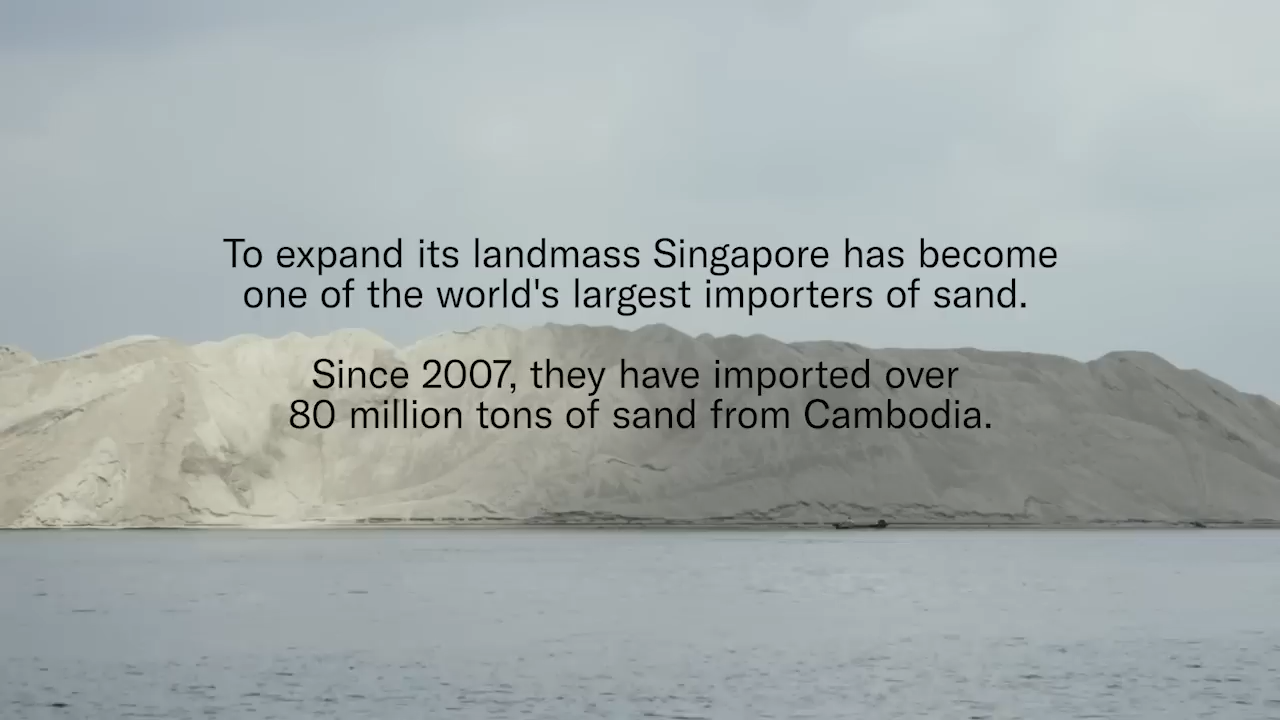 To expand its landmass Singapore has become
one of the world's largest importers of sand.
Since 2007, they have imported over
80 million tons of sand from Cambodia.